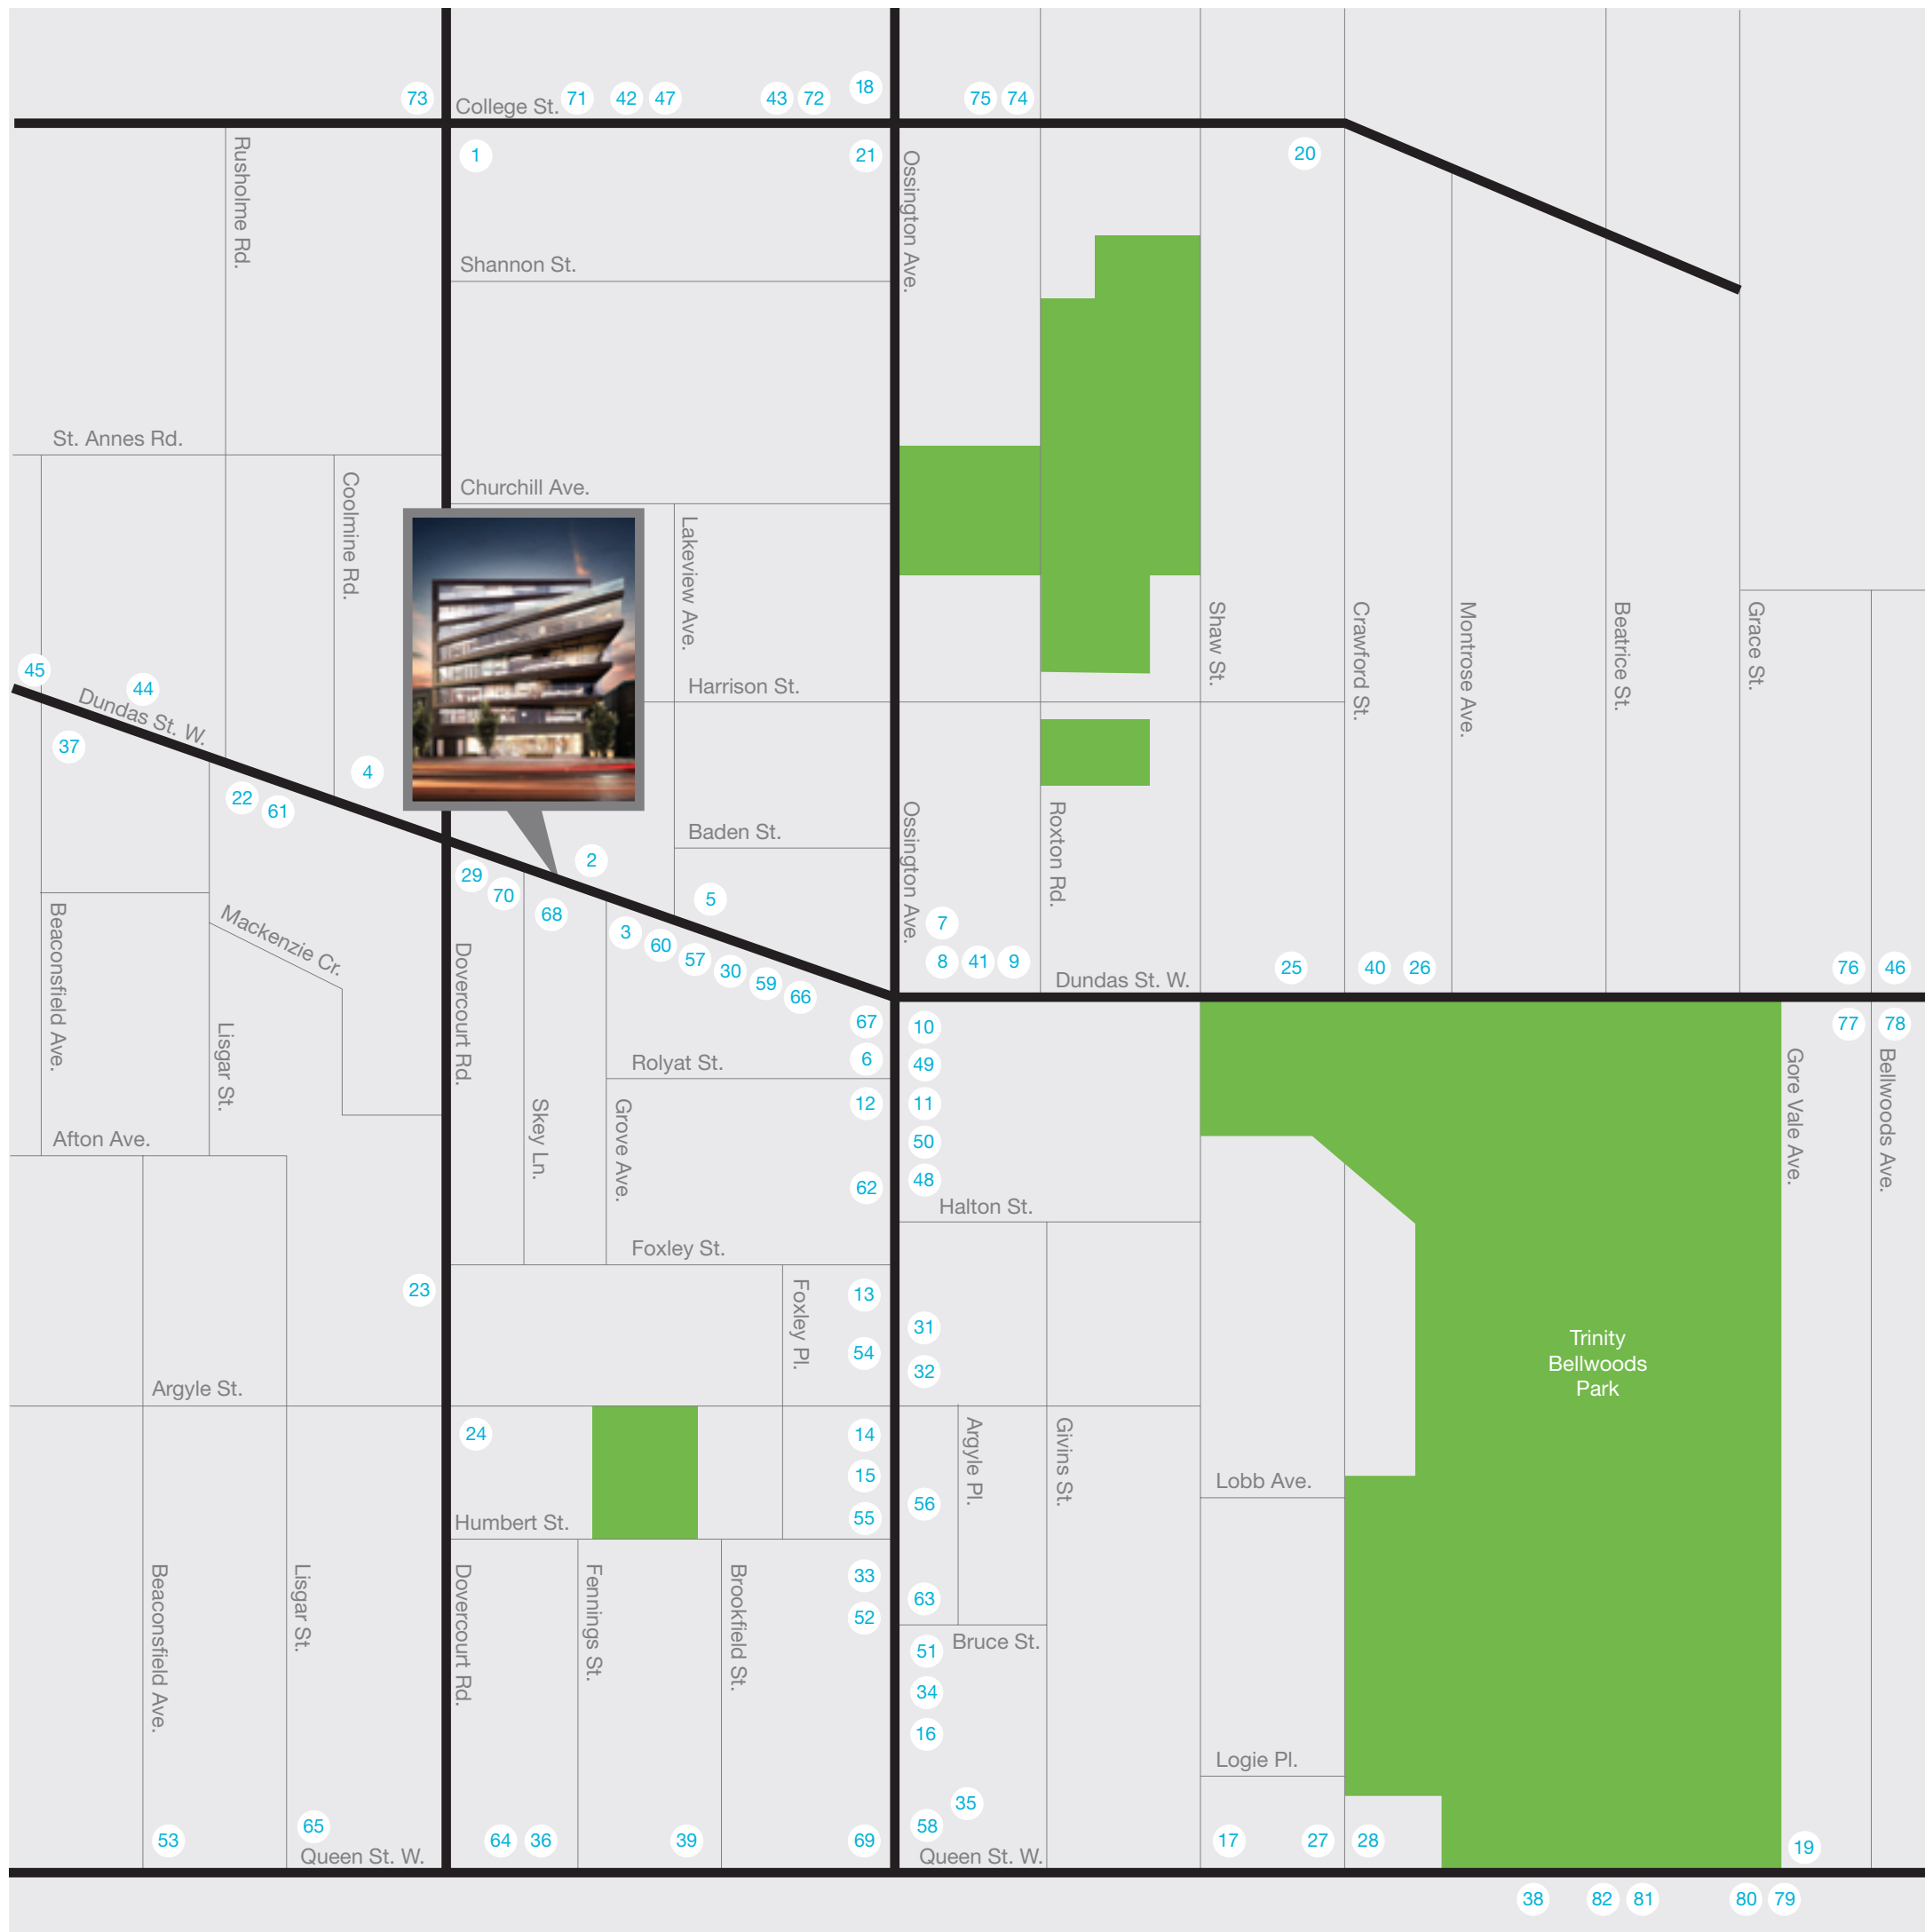 73
College St.
71
42
47
43
72
18
75
74
1
21
20
Rusholme Rd.
Ossington Ave.
Shannon St.
St. Annes Rd.
Coolmine Rd.
Churchill Ave.
Lakeview Ave.
Harrison St.
Shaw St.
Crawford St.
Montrose Ave.
Beatrice St.
Grace St.
45
44
Dundas St. W.
37
22
61
4
Baden St.
Ossington Ave.
Roxton Rd.
2
29
70
68
5
3
60
57
30
59
66
7
8
41
9
Dundas St. W.
25
40
26
76
46
Beaconsfield Ave.
Mackenzie Cr.
Lisgar St.
Dovercourt Rd.
67
10
77
78
6
49
Rolyat St.
Gore Vale Ave.
Bellwoods Ave.
Afton Ave.
Skey Ln.
Grove Ave.
12
11
50
62
48
Halton St.
Foxley St.
23
Foxley Pl.
13
31
54
32
Trinity
Bellwoods
Park
Argyle St.
24
14
15
55
56
Argyle Pl.
Givins St.
Lobb Ave.
Humbert St.
Beaconsfield Ave.
Lisgar St.
Dovercourt Rd.
Fennings St.
Brookfield St.
33
52
63
Bruce St.
51
34
16
Logie Pl.
35
58
53
65
Queen St. W.
64
36
39
69
Queen St. W.
17
27
28
19
38
82
81
80
79